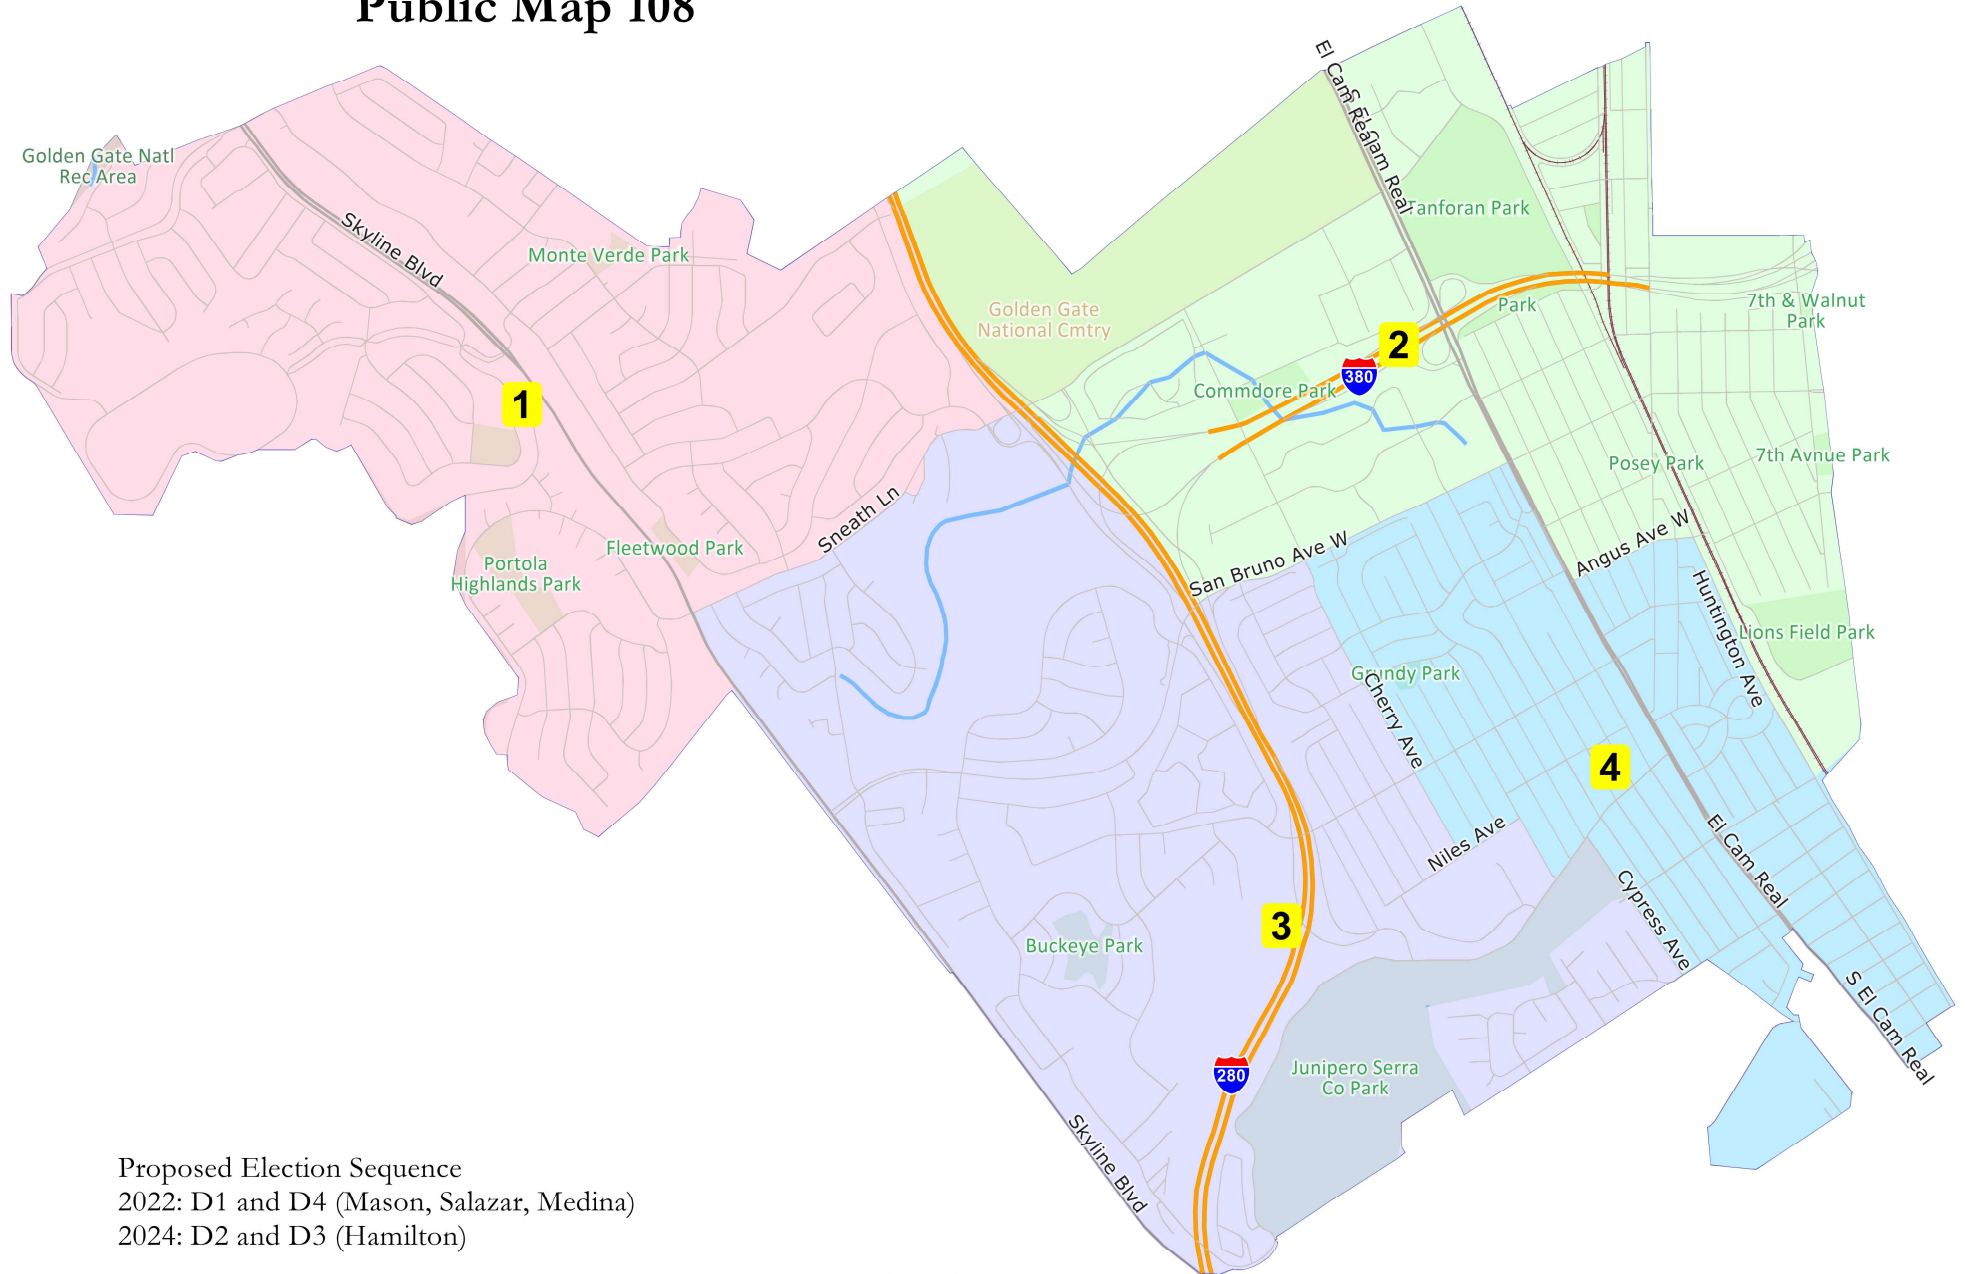 Public Map 108
El Cam Real
S El Cam Real
Golden Gate Natl
Rec Area
Skyline Blvd
Monte Verde Park
Tanforan Park
Golden Gate
National Cmtry
Park
7th & Walnut
Park
2
380
Commdore Park
1
Posey Park
7th Avnue Park
Sneath Ln
Fleetwood Park
Portola
Highlands Park
San Bruno Ave W
Angus Ave W
Huntington Ave
Lions Field Park
Grundy Park
Cherry Ave
4
Niles Ave
El Cam Real
Cypress Ave
3
Buckeye Park
S El Cam Real
280
Junipero Serra
Co Park
Skyline Blvd
Proposed Election Sequence
2022: D1 and D4 (Mason, Salazar, Medina)
2024: D2 and D3 (Hamilton)